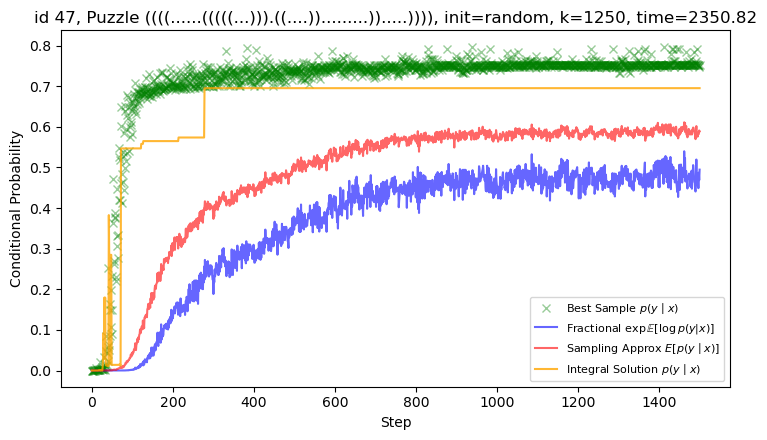 id 47, Puzzle ((((......(((((...))).((....)).........)).....)))), init=random, k=1250, time=2350.82
0.8
0.7
0.6
0.5
0.4
0.3
0.2
0.1
0.0
Conditional Probability
Best Sample p(y | x)
Fractional exp 𝔼[log p(y|x)]
Sampling Approx E[p(y | x)]
Integral Solution p(y | x)
0 200 400 600 800 1000 1200 1400
Step